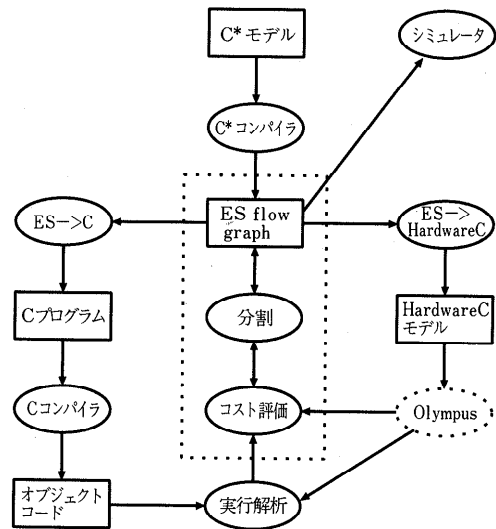 C*モデル
シミュレータ
C*コンパイラ
ES—>C
ES flow
graph
ES—>
HardwareC
Cプログラム
分割
HardwareC
モデル
Cコンパイラ
コスト評価
Olympus
オブジェクト
コード
実行解析